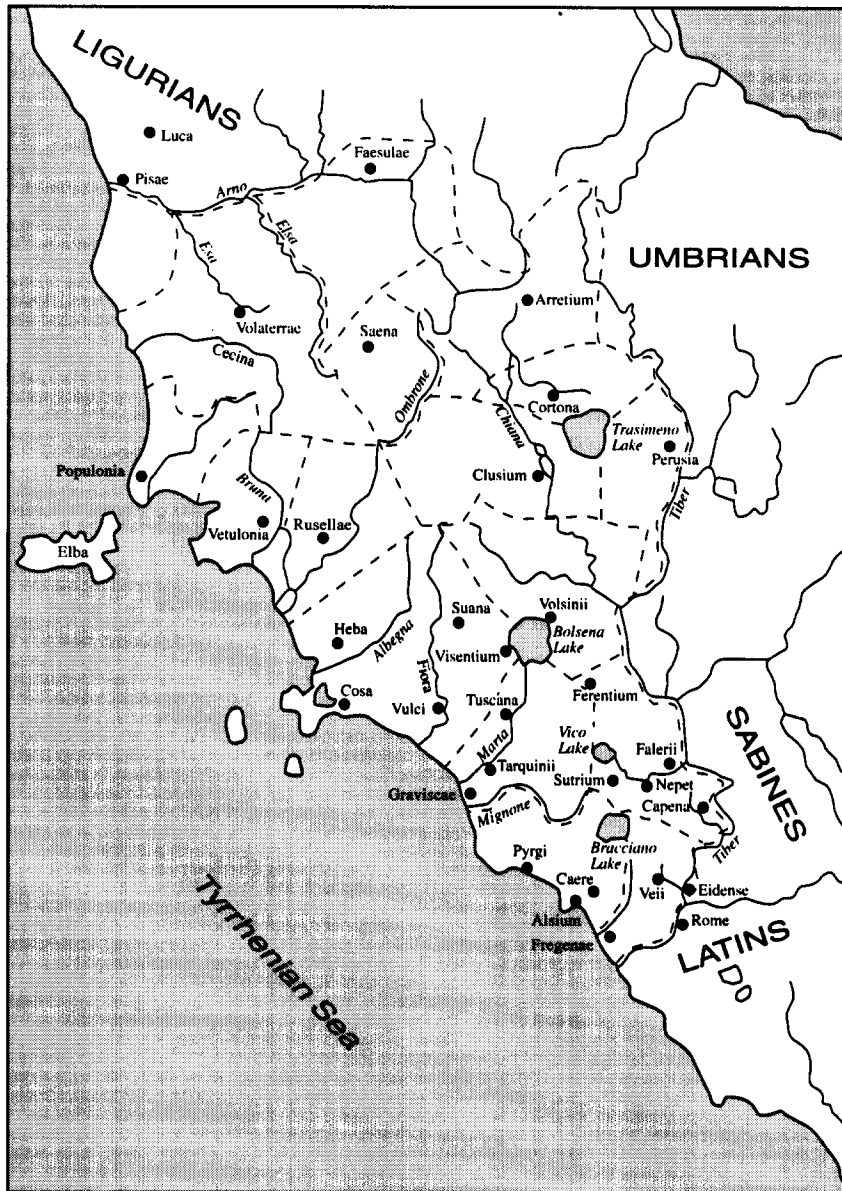 LIGURIANS
Luca
Faesulae
Pisae
Arno
Elsa
Esa
UMBRIANS
Arretium
Volaterrae
Saena
Cecina
Ombrone
Cortona
Chiana
Trasimeno
Lake
Perusia
Populonia
Clusium
Bruna
Tiber
Vetulonia
Rusellae
Elba
Suana
Volsinii
Heba
Albegna
Bolsena
Lake
Visentium
Fiora
Cosa
Vulci
Tuscana
Ferentium
SABINES
Marta
Vico
Lake
Falerii
Tarquinii
Sutrium
Nepet
Graviscae
Mignone
Capena
Bracciano
Lake
Tiber
Pyrgi
Caere
Veii
Eidense
Alsium
Rome
Fregenae
LATINS
Tyrrhenian Sea